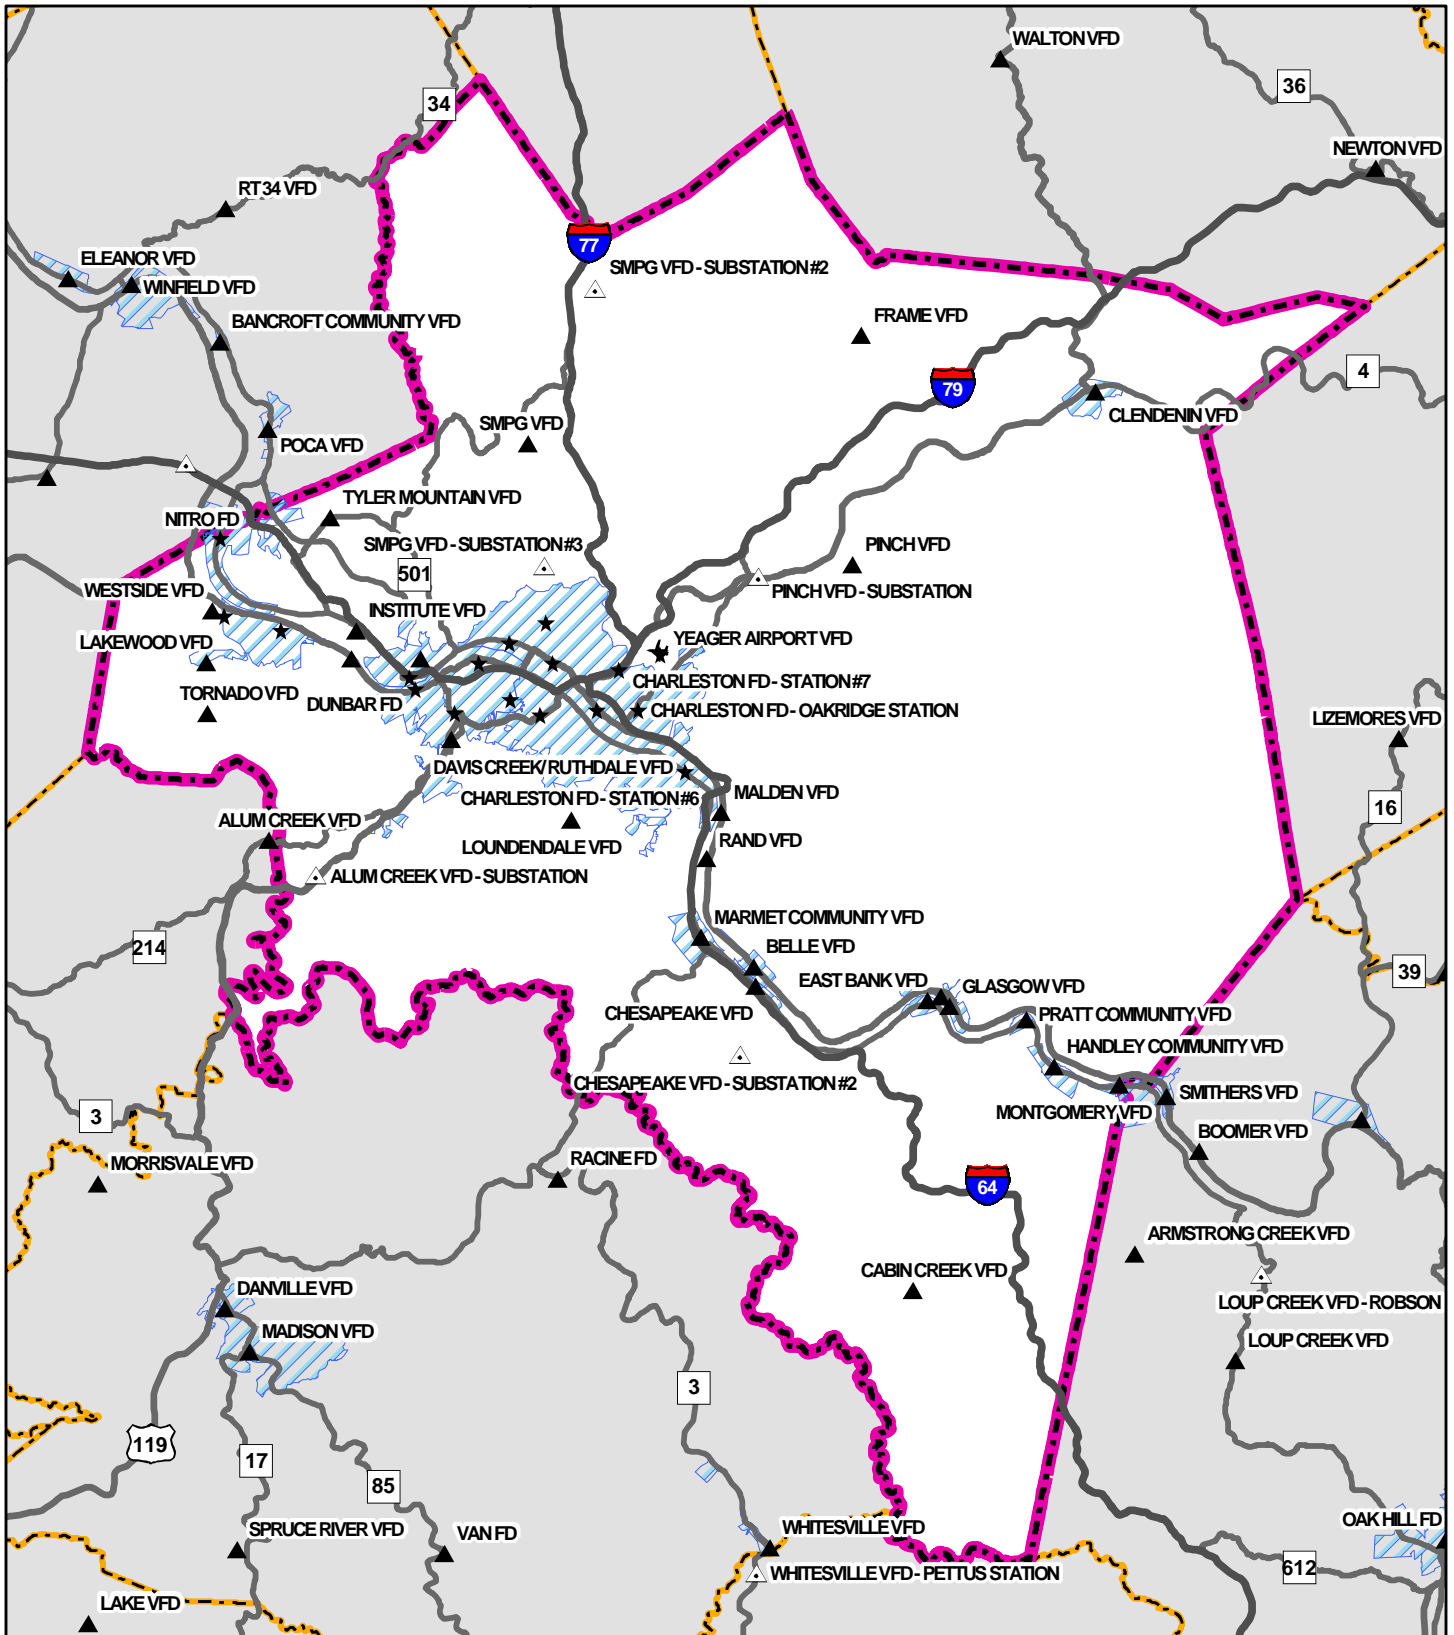 WALTON VFD
36
34
NEWTON VFD
RT 34 VFD
77
ELEANOR VFD
SMPG VFD - SUBSTATION #2
WINFIELD VFD
BANCROFT COMMUNITY VFD
FRAME VFD
4
79
CLENDENIN VFD
SMPG VFD
POCA VFD
TYLER MOUNTAIN VFD
NITRO FD
SMPG VFD - SUBSTATION #3
PINCH VFD
501
PINCH VFD - SUBSTATION
WESTSIDE VFD
INSTITUTE VFD
YEAGER AIRPORT VFD
LAKEWOOD VFD
CHARLESTON FD - STATION #7
TORNADO VFD
DUNBAR FD
CHARLESTON FD - OAKRIDGE STATION
LIZEMORES VFD
DAVIS CREEK/ RUTHDALE VFD
MALDEN VFD
CHARLESTON FD - STATION #6
16
ALUM CREEK VFD
RAND VFD
LOUNDENDALE VFD
ALUM CREEK VFD - SUBSTATION
MARMET COMMUNITY VFD
214
BELLE VFD
39
EAST BANK VFD
GLASGOW VFD
CHESAPEAKE VFD
PRATT COMMUNITY VFD
HANDLEY COMMUNITY VFD
CHESAPEAKE VFD - SUBSTATION #2
SMITHERS VFD
3
MONTGOMERY VFD
BOOMER VFD
MORRISVALE VFD
RACINE FD
64
ARMSTRONG CREEK VFD
CABIN CREEK VFD
DANVILLE VFD
LOUP CREEK VFD - ROBSON
MADISON VFD
LOUP CREEK VFD
3
119
17
85
OAK HILL FD
SPRUCE RIVER VFD
VAN FD
WHITESVILLE VFD
612
WHITESVILLE VFD - PETTUS STATION
LAKE VFD